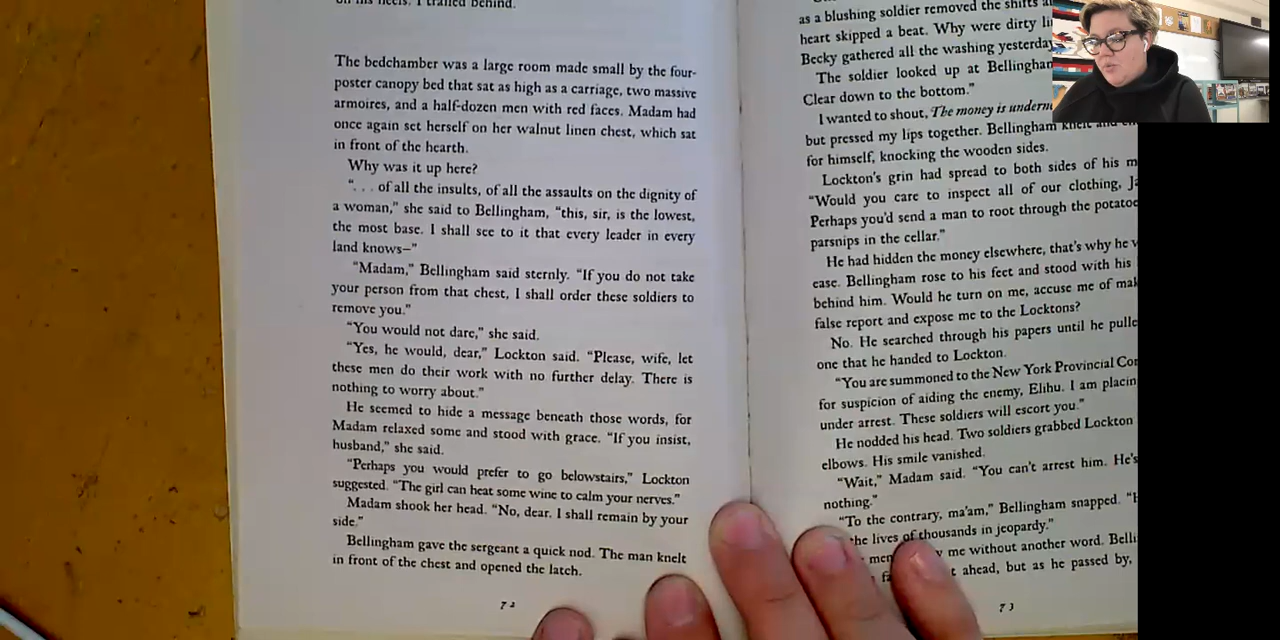 on his heels. I trailed behind.
The bedchamber was a large room made small by the four-
poster canopy bed that sat as high as a carriage, two massive
armoires, and a half-dozen men with red faces. Madam had
once again set herself on her walnut linen chest, which sat
in front of the hearth.
Why was it up here?
". . . of all the insults, of all the assaults on the dignity of
a woman," she said to Bellingham, "this, sir, is the lowest,
the most base. I shall see to it that every leader in every
land knows—"
"Madam," Bellingham said sternly. "If you do not take
your person from that chest, I shall order these soldiers to
remove you."
"You would not dare," she said.
"Yes, he would, dear," Lockton said. "Please, wife, let
these men do their work with no further delay. There is
nothing to worry about."
He seemed to hide a message beneath those words, for
Madam relaxed some and stood with grace. "If you insist,
husband," she said.
"Perhaps you would prefer to go belowstairs," Lockton
suggested. "The girl can heat some wine to calm your nerves."
Madam shook her head. "No, dear. I shall remain by your
side."
Bellingham gave the sergeant a quick nod. The man knelt
in front of the chest and opened the latch.
72
as a blushing soldier removed the shifts
heart skipped a beat. Why were dirty
Becky gathered all the washing yesterday
The soldier looked up at Bellingham
Clear down to the bottom."
I wanted to shout, The money is
but pressed my lips together. Bellingham knelt and
for himself, knocking the wooden sides.
Lockton's grin had spread to both sides of his
"Would you care to inspect all of our clothing,
Perhaps you'd send a man to root through the
parsnips in the cellar."
He had hidden the money elsewhere, that's why he
ease. Bellingham rose to his feet and stood with his
behind him. Would he turn on me, accuse me of
false report and expose me to the Locktons?
No. He searched through his papers until he
one that he handed to Lockton.
"You are summoned to the New York Provincial
for suspicion of aiding the enemy, Elihu. I am
under arrest. These soldiers will escort you."
He nodded his head. Two soldiers grabbed Lockton
elbows. His smile vanished.
"Wait," Madam said. "You can't arrest him. He's
nothing."
"To the contrary, ma'am," Bellingham snapped.
the lives of thousands in jeopardy."
men me without another word.
ahead, but as he passed by,
73